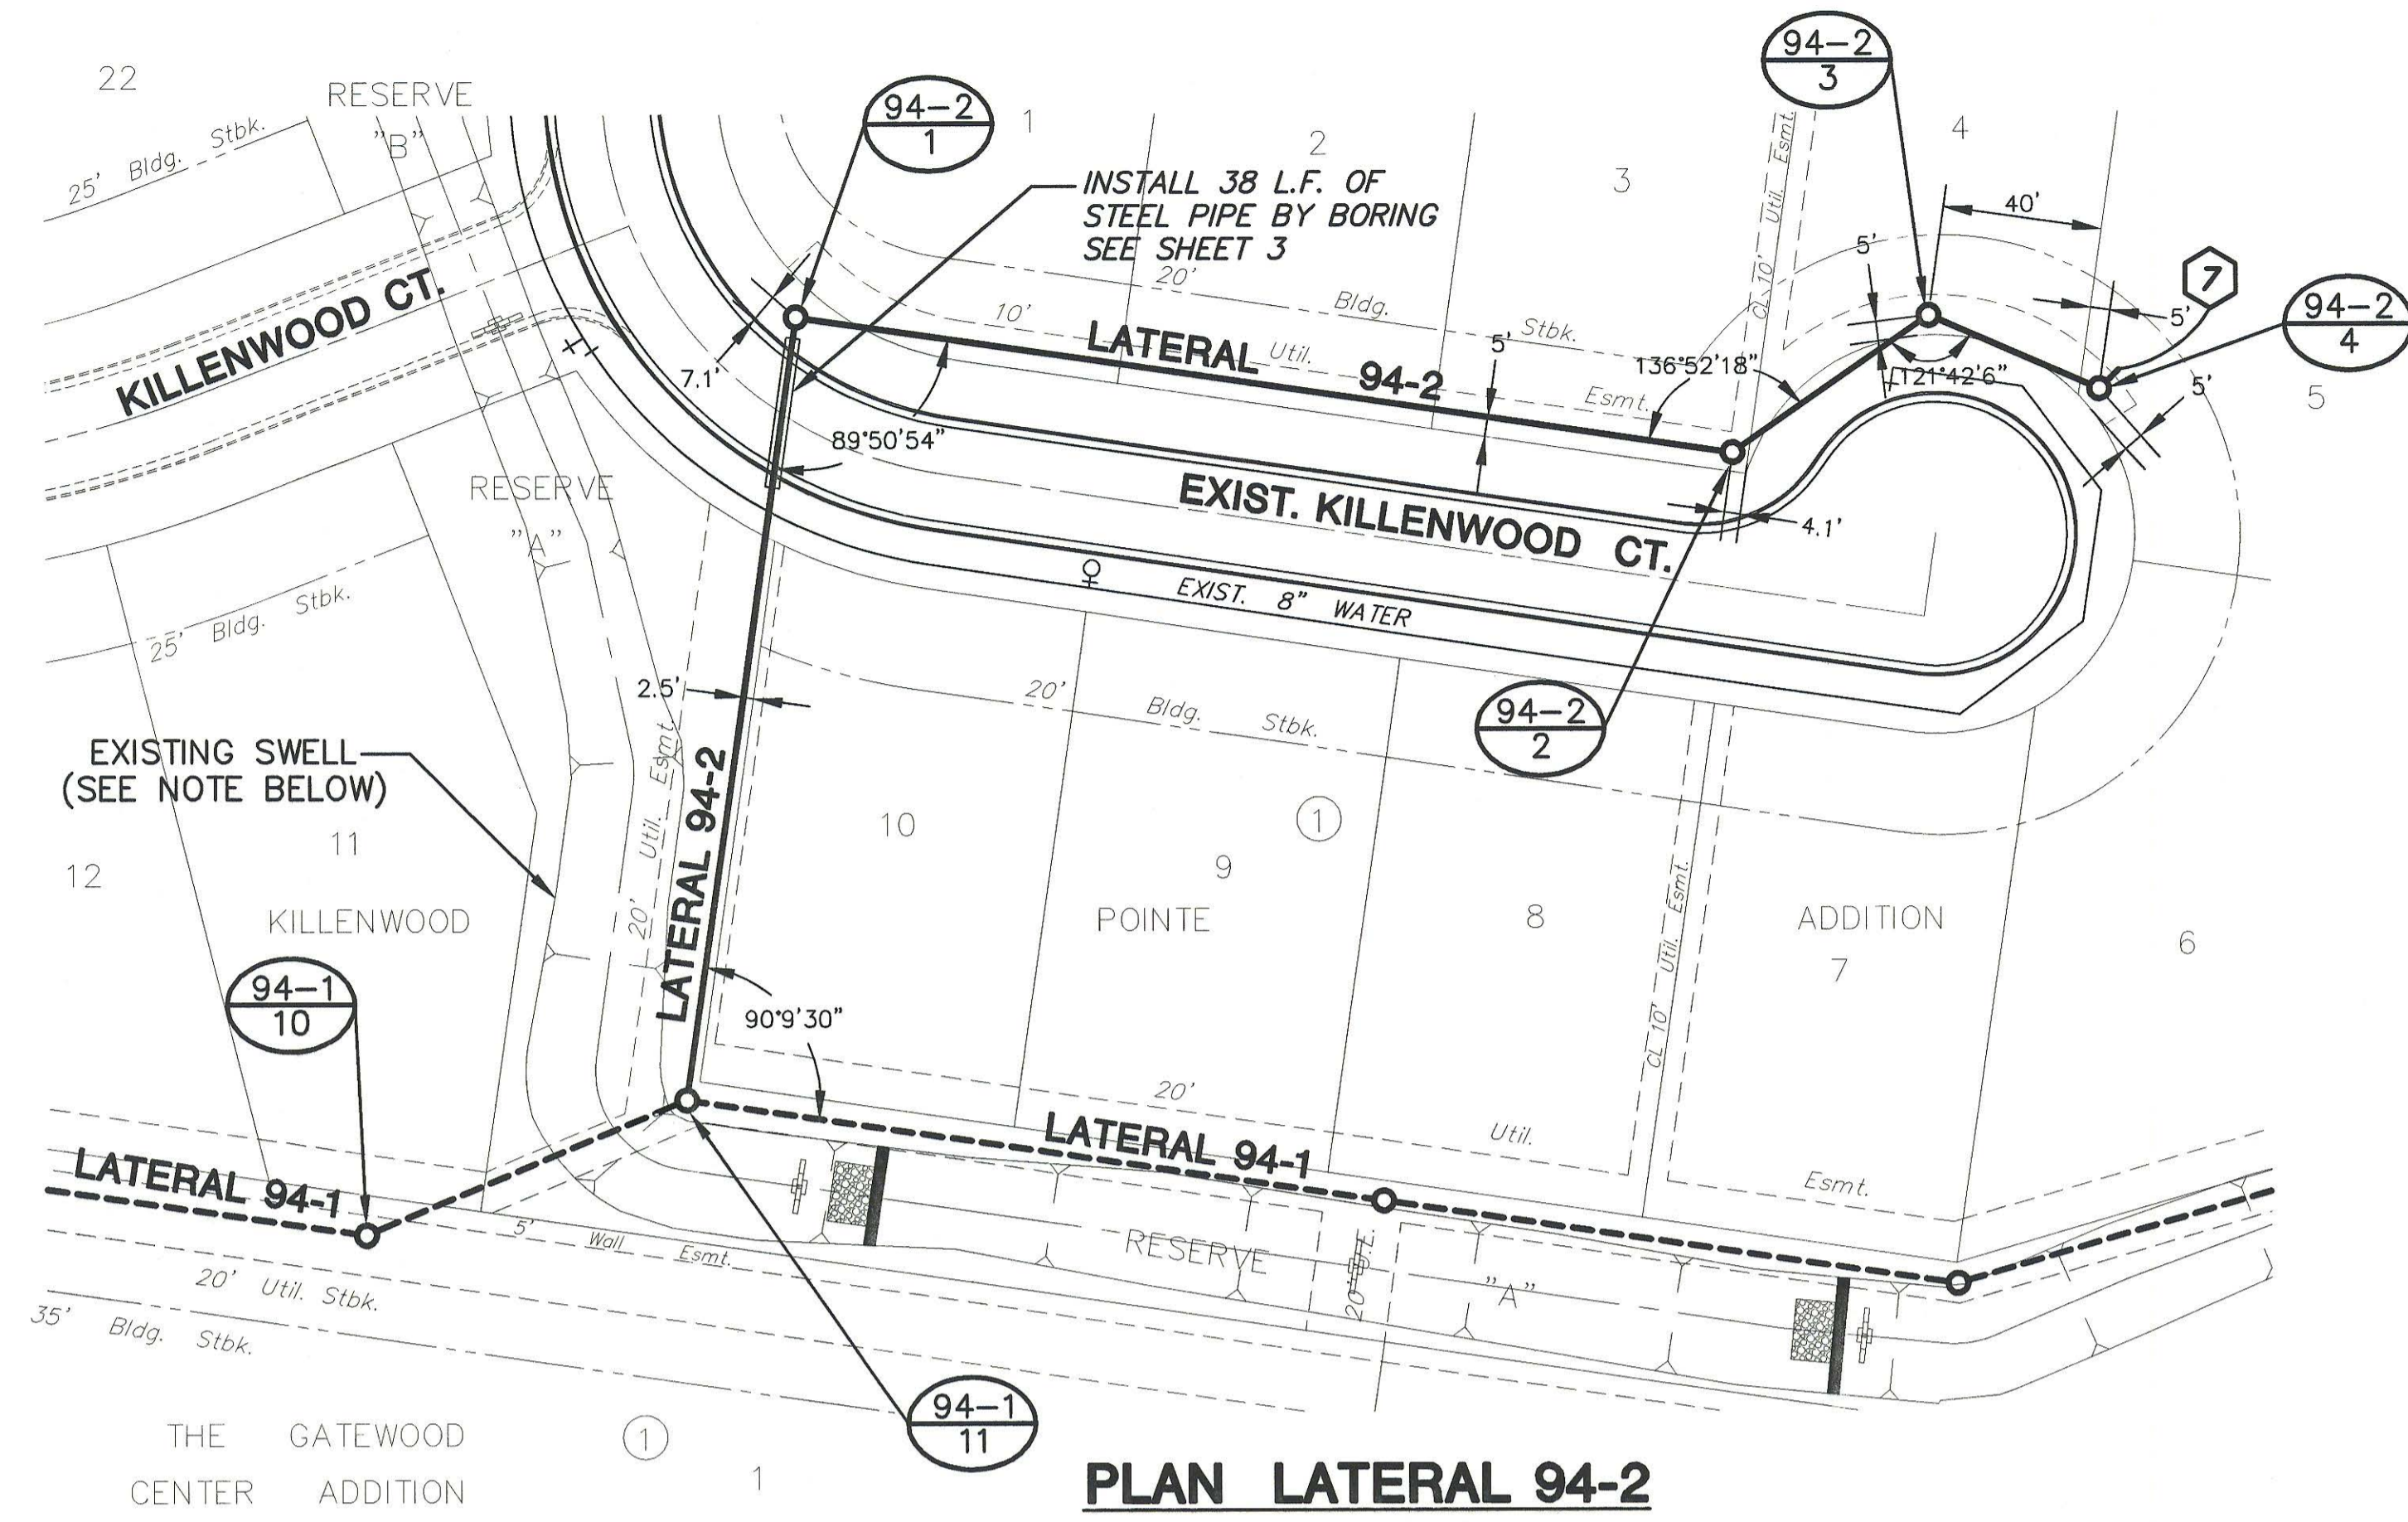 22
RESERVE
"B"
25' Bldg. Stbk.
94-2
1
1
2
3
4
94-2
3
INSTALL 38 L.F. OF
STEEL PIPE BY BORING
SEE SHEET 3
CL 10' Util. Esmt.
40'
5'
7
5'
94-2
4
5
5'
KILLENWOOD CT.
20' Bldg. Stbk.
10' Util. Esmt.
LATERAL 94-2
5'
136°52'18"
121°42'6"
7.1'
89°50'54"
4.1'
RESERVE
"A"
EXIST. KILLENWOOD CT.
EXIST. 8" WATER
25' Bldg. Stbk.
2.5'
20' Bldg. Stbk.
94-2
2
EXISTING SWELL
(SEE NOTE BELOW)
20' Util. Esmt.
LATERAL 94-2
11
12
10
1
9
8
7
6
KILLENWOOD
POINTE
ADDITION
CL 10' Util. Esmt.
94-1
10
90°9'30"
20' Util. Esmt.
LATERAL 94-1
LATERAL 94-1
5' Wall Esmt.
RESERVE "A"
20' U.E.
20' Util. Stbk.
35' Bldg. Stbk.
94-1
11
THE GATEWOOD
CENTER ADDITION
1
1
PLAN LATERAL 94-2